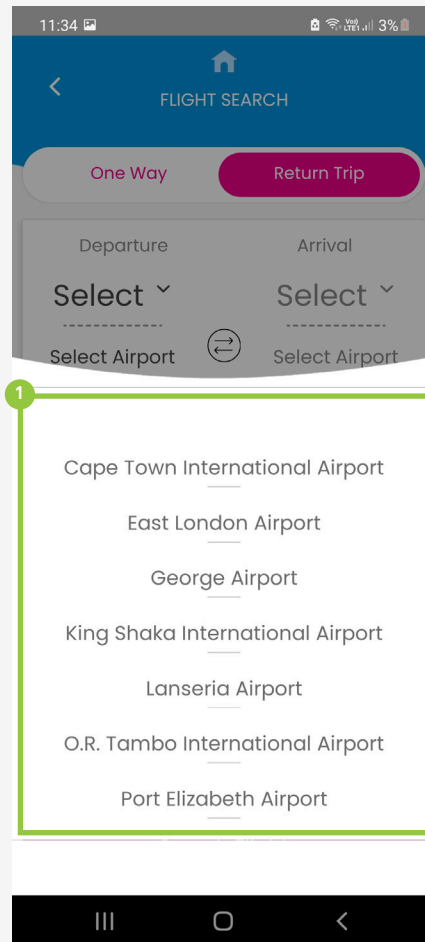 11:34 3%
FLIGHT SEARCH
One Way Return Trip
Departure Arrival
Select Select
Select Airport Select Airport
1
Cape Town International Airport
East London Airport
George Airport
King Shaka International Airport
Lanseria Airport
O.R. Tambo International Airport
Port Elizabeth Airport